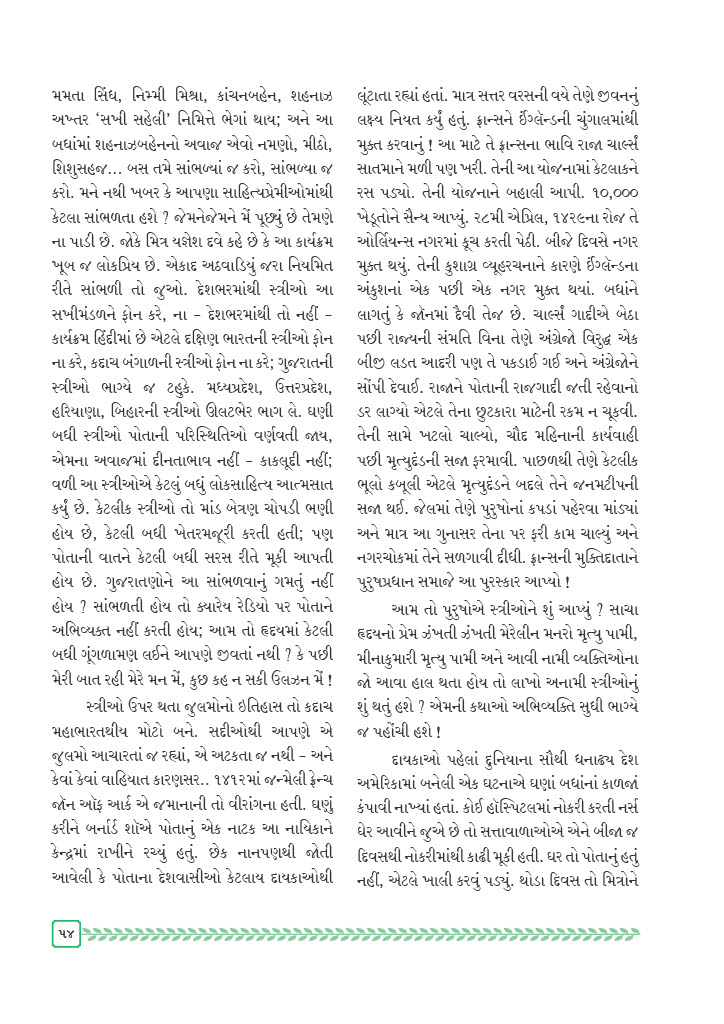 મમતા સિંઘ, નિમ્મી મિશ્રા, કાંચનબહેન, શહનાઝ
અખ્તર ‘સખી સહેલી’ નિમિત્તે ભેગાં થાય; અને આ
બધાંમાં શહનાઝબહેનનો અવાજ એવો નમણો, મીઠો,
શિશુસહજ... બસ તમે સાંભળ્યાં જ કરો, સાંભળ્યા જ
કરો. મને નથી ખબર કે આપણા સાહિત્યપ્રેમીઓમાંથી
કેટલા સાંભળતા હશે ? જેમનેજેમને મેં પૂછ્યું છે તેમણે
ના પાડી છે. જોકે મિત્ર યજ્ઞેશ દવે કહે છે કે આ કાર્યક્રમ
ખૂબ જ લોકપ્રિય છે. એકાદ અઠવાડિયું જરા નિયમિત
રીતે સાંભળી તો જુઓ. દેશભરમાંથી સ્ત્રીઓ આ
સખીમંડળને ફોન કરે, ના – દેશભરમાંથી તો નહીં –
કાર્યક્રમ હિંદીમાં છે એટલે દક્ષિણ ભારતની સ્ત્રીઓ ફોન
ના કરે, કદાચ બંગાળની સ્ત્રીઓ ફોન ના કરે; ગુજરાતની
સ્ત્રીઓ ભાગ્યે જ ટહુકે. મધ્યપ્રદેશ, ઉત્તરપ્રદેશ,
હરિયાણા, બિહારની સ્ત્રીઓ ઊલટભેર ભાગ લે. ઘણી
બધી સ્ત્રીઓ પોતાની પરિસ્થિતિઓ વર્ણવતી જાય,
એમના અવાજમાં દીનતાભાવ નહીં – કાકલૂદી નહીં;
વળી આ સ્ત્રીઓએ કેટલું બધું લોકસાહિત્ય આત્મસાત
કર્યું છે. કેટલીક સ્ત્રીઓ તો માંડ બેત્રણ ચોપડી ભણી
હોય છે, કેટલી બધી ખેતરમજૂરી કરતી હતી; પણ
પોતાની વાતને કેટલી બધી સરસ રીતે મૂકી આપતી
હોય છે. ગુજરાતણોને આ સાંભળવાનું ગમતું નહીં
હોય ? સાંભળતી હોય તો ક્યારેય રેડિયો પર પોતાને
અભિવ્યક્ત નહીં કરતી હોય; આમ તો હૃદયમાં કેટલી
બધી ગૂંગળામણ લઈને આપણે જીવતાં નથી ? કે પછી
મેરી બાત રહી મેરે મન મેં, કુછ કહ ન સકી ઉલઝન મેં !
સ્ત્રીઓ ઉપર થતા જુલમોનો ઇતિહાસ તો કદાચ
મહાભારતથીય મોટો બને. સદીઓથી આપણે એ
જુલમો આચારતાં જ રહ્યાં, એ અટકતા જ નથી – અને
કેવાં કેવાં વાહિયાત કારણસર.. ૧૪૧૨માં જન્મેલી ફ્રેન્ચ
જૉન ઑફ આર્ક એ જમાનાની તો વીરાંગના હતી. ઘણું
કરીને બર્નાર્ડ શૉએ પોતાનું એક નાટક આ નાયિકાને
કેન્દ્રમાં રાખીને રચ્યું હતું. છેક નાનપણથી જોતી
આવેલી કે પોતાના દેશવાસીઓ કેટલાય દાયકાઓથી
લૂંટાતા રહ્યાં હતાં. માત્ર સત્તર વરસની વયે તેણે જીવનનું
લક્ષ્ય નિયત કર્યું હતું. ફ્રાન્સને ઈંગ્લૅન્ડની ચુંગાલમાંથી
મુક્ત કરવાનું ! આ માટે તે ફ્રાન્સના ભાવિ રાજા ચાર્લ્સ
સાતમાને મળી પણ ખરી. તેની આ યોજનામાં કેટલાકને
રસ પડ્યો. તેની યોજનાને બહાલી આપી. ૧૦,૦૦૦
ખેડૂતોને સૈન્ય આપ્યું. ૨૮મી એપ્રિલ, ૧૪૨૯ના રોજ તે
ઓર્લિયન્સ નગરમાં કૂચ કરતી પેઠી. બીજે દિવસે નગર
મુક્ત થયું. તેની કુશાગ્ર વ્યૂહરચનાને કારણે ઈંગ્લૅન્ડના
અંકુશનાં એક પછી એક નગર મુક્ત થયાં. બધાંને
લાગતું કે જૉનમાં દૈવી તેજ છે. ચાર્લ્સ ગાદીએ બેઠા
પછી રાજ્યની સંમતિ વિના તેણે અંગ્રેજો વિરુદ્ધ એક
બીજી લડત આદરી પણ તે પકડાઈ ગઈ અને અંગ્રેજોને
સોંપી દેવાઈ. રાજાને પોતાની રાજગાદી જતી રહેવાનો
ડર લાગ્યો એટલે તેના છુટકારા માટેની રકમ ન ચૂકવી.
તેની સામે ખટલો ચાલ્યો, ચૌદ મહિનાની કાર્યવાહી
પછી મૃત્યુદંડની સજા ફરમાવી. પાછળથી તેણે કેટલીક
ભૂલો કબૂલી એટલે મૃત્યુદંડને બદલે તેને જનમટીપની
સજા થઈ. જેલમાં તેણે પુરુષોનાં કપડાં પહેરવા માંડ્યાં
અને માત્ર આ ગુનાસર તેના પર ફરી કામ ચાલ્યું અને
નગરચોકમાં તેને સળગાવી દીધી. ફ્રાન્સની મુક્તિદાતાને
પુરુષપ્રધાન સમાજે આ પુરસ્કાર આપ્યો !
આમ તો પુરુષોએ સ્ત્રીઓને શું આપ્યું ? સાચા
હૃદયનો પ્રેમ ઝંખતી ઝંખતી મેરેલીન મનરો મૃત્યુ પામી,
મીનાકુમારી મૃત્યુ પામી અને આવી નામી વ્યક્તિઓના
જો આવા હાલ થતા હોય તો લાખો અનામી સ્ત્રીઓનું
શું થતું હશે ? એમની કથાઓ અભિવ્યક્તિ સુધી ભાગ્યે
જ પહોંચી હશે !
દાયકાઓ પહેલાં દુનિયાના સૌથી ધનાઢ્ય દેશ
અમેરિકામાં બનેલી એક ઘટનાએ ઘણાં બધાંનાં કાળજાં
કંપાવી નાખ્યાં હતાં. કોઈ હૉસ્પિટલમાં નોકરી કરતી નર્સ
ઘેર આવીને જુએ છે તો સત્તાવાળાઓએ એને બીજા જ
દિવસથી નોકરીમાંથી કાઢી મૂકી હતી. ઘર તો પોતાનું હતું
નહીં, એટલે ખાલી કરવું પડ્યું. થોડા દિવસ તો મિત્રોને
૫૪